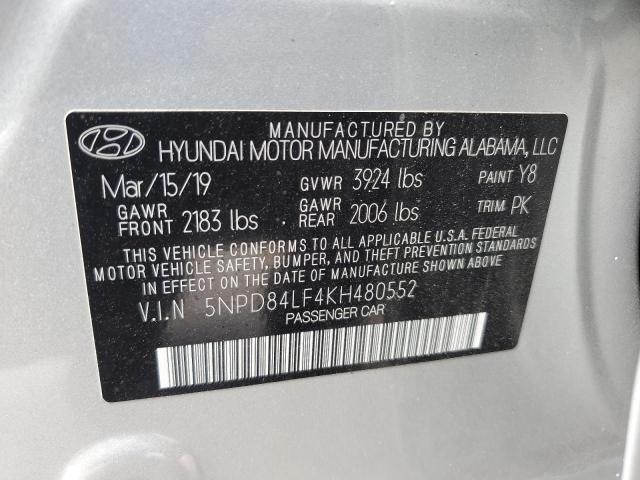 MANUFACTURED BY
HYUNDAI MOTOR MANUFACTURING ALABAMA, LLC
Mar/15/19 GVWR 3924 lbs PAINT Y8
GAWR FRONT 2183 lbs GAWR REAR 2006 lbs TRIM PK
THIS VEHICLE CONFORMS TO ALL APPLICABLE U.S.A. FEDERAL
MOTOR VEHICLE SAFETY, BUMPER, AND THEFT PREVENTION STANDARDS
IN EFFECT ON THE DATE OF MANUFACTURE SHOWN ABOVE
V.I.N 5NPD84LF4KH480552
PASSENGER CAR